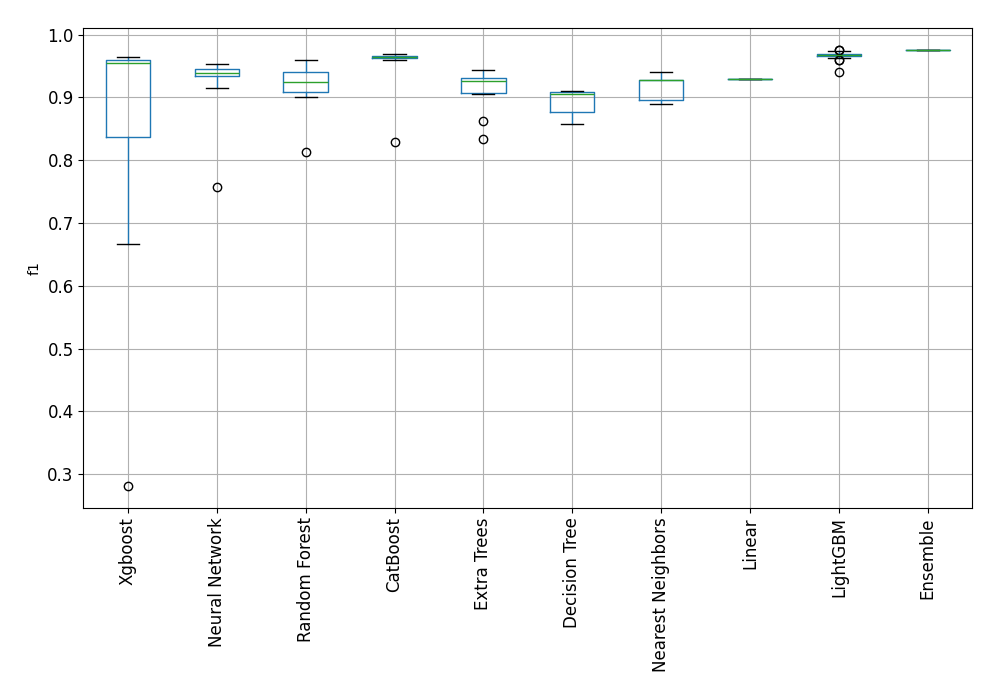 1.0
0.9
0.8
0.7
0.6
0.5
0.4
0.3
f1
Xgboost
Neural Network
Random Forest
CatBoost
Extra Trees
Decision Tree
Nearest Neighbors
Linear
LightGBM
Ensemble